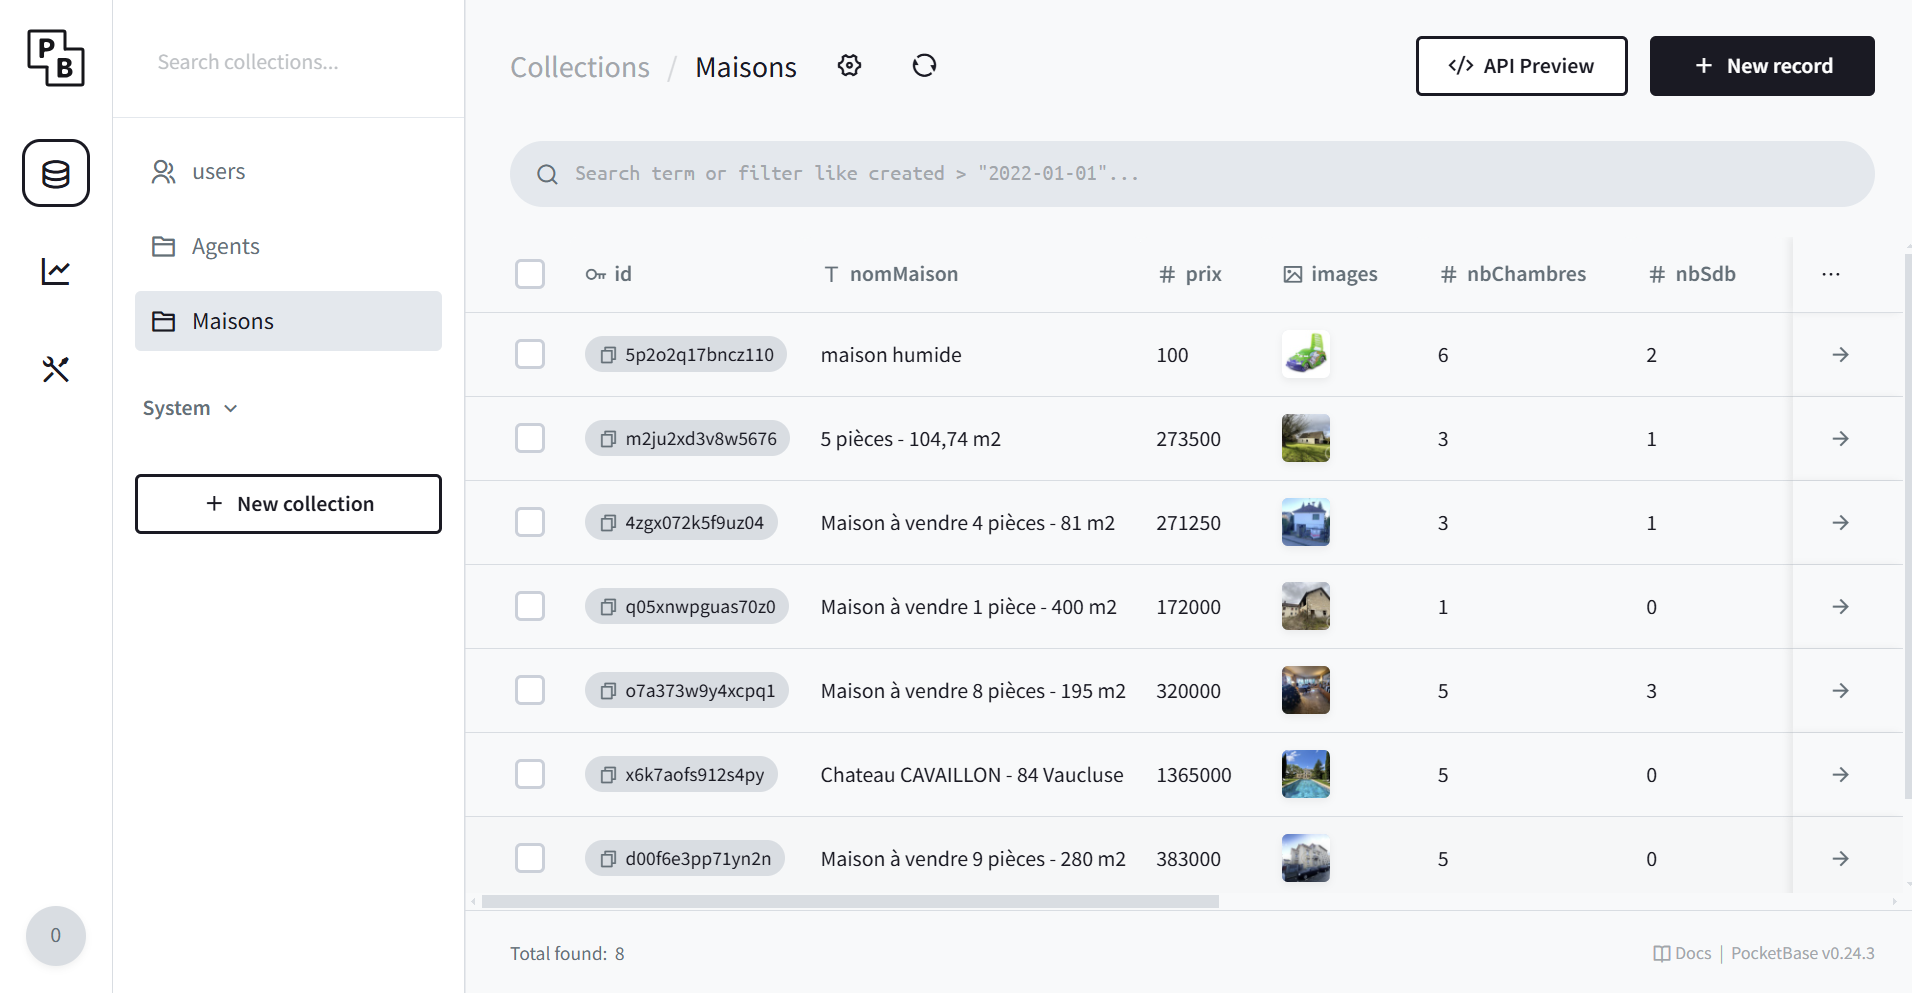 P
B
Search collections...
users
Agents
Maisons
System
+ New collection
0
Collections / Maisons
</> API Preview
+ New record
Search term or filter like created > "2022-01-01"...
id nomMaison # prix images # nbChambres # nbSdb ...
5p2o2q17bncz110 maison humide 100 6 2
m2ju2xd3v8w5676 5 pièces - 104,74 m2 273500 3 1
4zgx072k5f9uz04 Maison à vendre 4 pièces - 81 m2 271250 3 1
q05xnwpguas70z0 Maison à vendre 1 pièce - 400 m2 172000 1 0
o7a373w9y4xcpq1 Maison à vendre 8 pièces - 195 m2 320000 5 3
x6k7aofs912s4py Chateau CAVAILLON - 84 Vaucluse 1365000 5 0
d00f6e3pp71yn2n Maison à vendre 9 pièces - 280 m2 383000 5 0
Total found: 8
Docs | PocketBase v0.24.3